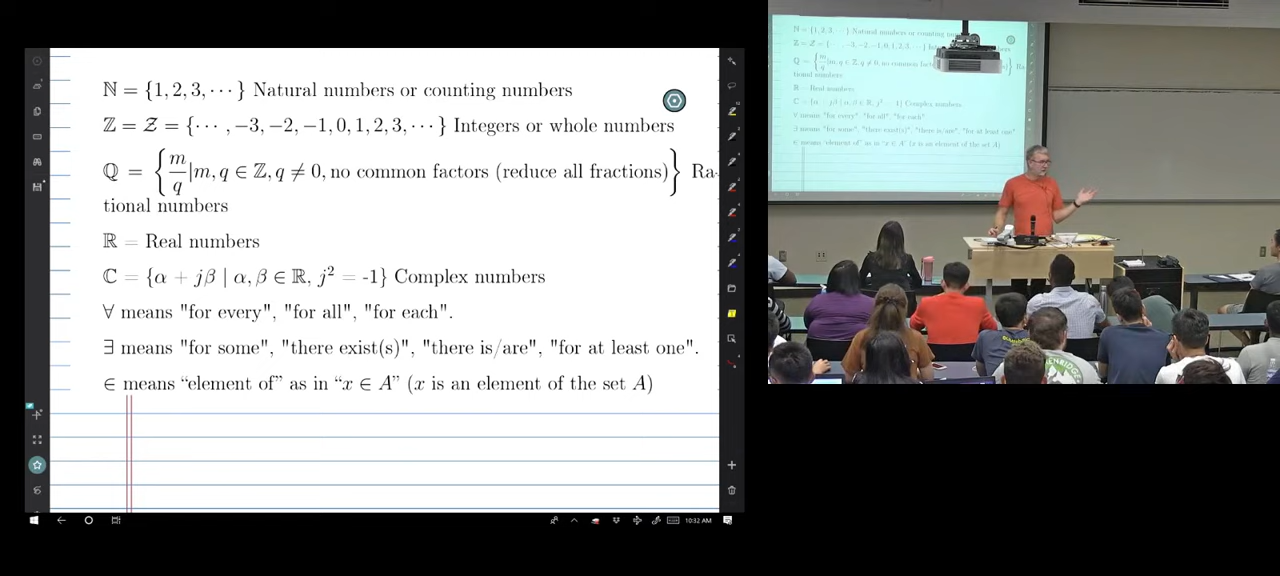 ℕ = {1, 2, 3, ⋯} Natural numbers or counting numbers
ℤ = 𝒵 = {⋯, −3, −2, −1, 0, 1, 2, 3, ⋯} Integers or whole numbers
ℚ = {m/q | m, q ∈ ℤ, q ≠ 0, no common factors (reduce all fractions)} Ra-
tional numbers
ℝ = Real numbers
ℂ = {α + jβ | α, β ∈ ℝ, j² = -1} Complex numbers
∀ means "for every", "for all", "for each".
∃ means "for some", "there exist(s)", "there is/are", "for at least one".
∈ means “element of” as in “x ∈ A” (x is an element of the set A)
10:32 AM